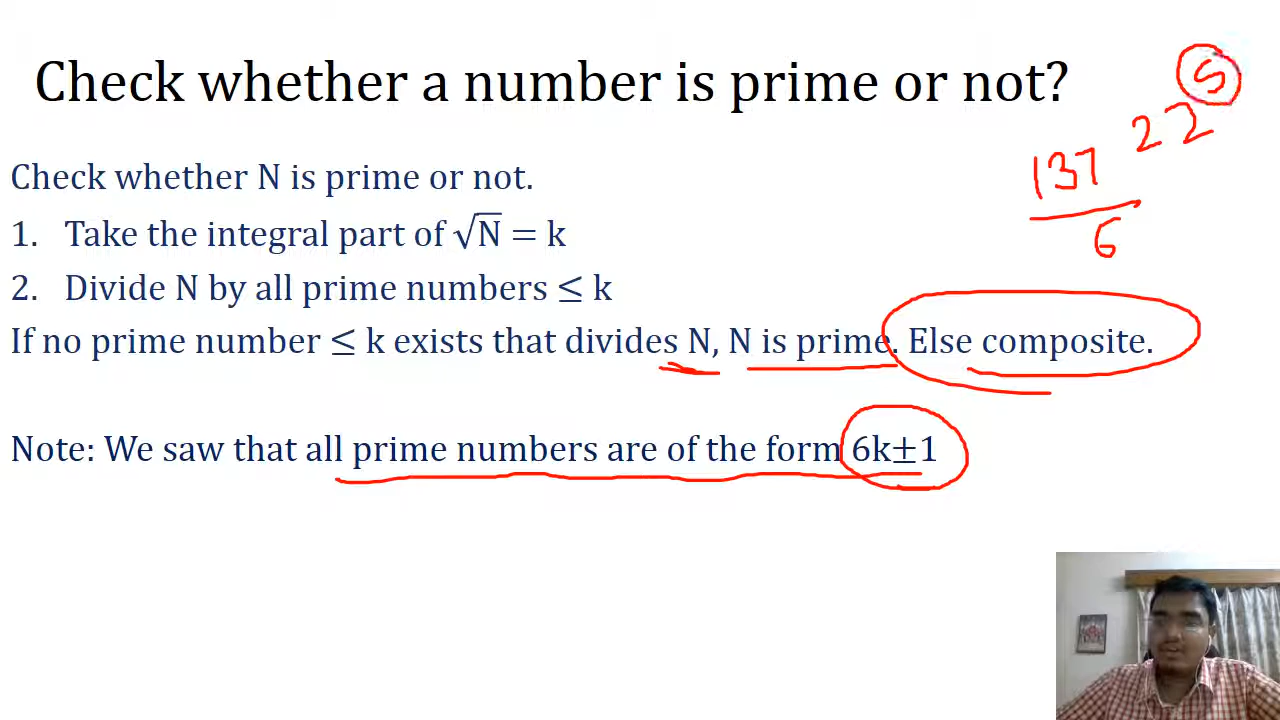 Check whether a number is prime or not?
5
22
137
6
Check whether N is prime or not.
1. Take the integral part of √N = k
2. Divide N by all prime numbers ≤ k
If no prime number ≤ k exists that divides N, N is prime. Else composite.
Note: We saw that all prime numbers are of the form 6k±1